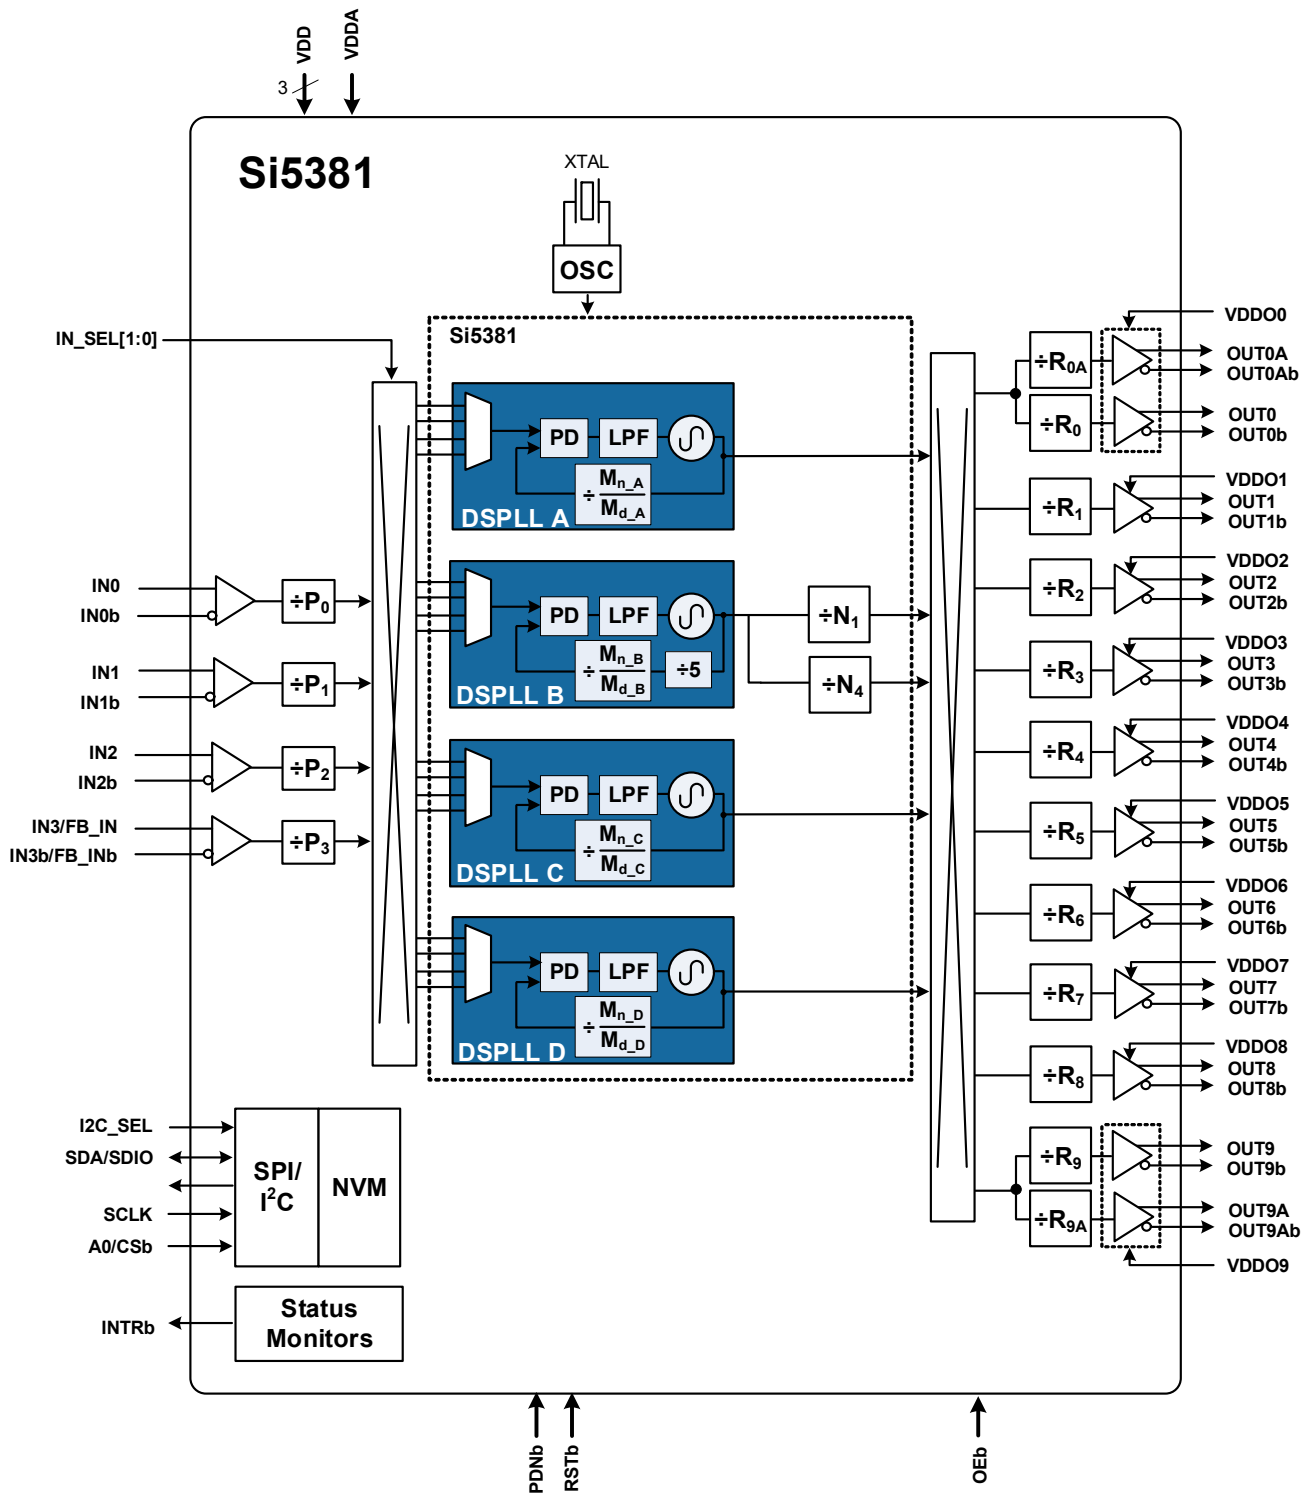 VDD
VDDA
3
Si5381
XTAL
OSC
IN_SEL[1:0]
Si5381
PD
LPF
÷ Mn_A
Md_A
DSPLL A
PD
LPF
÷ Mn_B
Md_B
÷5
DSPLL B
PD
LPF
÷ Mn_C
Md_C
DSPLL C
PD
LPF
÷ Mn_D
Md_D
DSPLL D
÷N1
÷N4
IN0
IN0b
÷P0
IN1
IN1b
÷P1
IN2
IN2b
÷P2
IN3/FB_IN
IN3b/FB_INb
÷P3
÷R0A
÷R0
÷R1
÷R2
÷R3
÷R4
÷R5
÷R6
÷R7
÷R8
÷R9
÷R9A
VDDO0
OUT0A
OUT0Ab
OUT0
OUT0b
VDDO1
OUT1
OUT1b
VDDO2
OUT2
OUT2b
VDDO3
OUT3
OUT3b
VDDO4
OUT4
OUT4b
VDDO5
OUT5
OUT5b
VDDO6
OUT6
OUT6b
VDDO7
OUT7
OUT7b
VDDO8
OUT8
OUT8b
OUT9
OUT9b
OUT9A
OUT9Ab
VDDO9
I2C_SEL
SDA/SDIO
SCLK
A0/CSb
SPI/
I²C
NVM
INTRb
Status
Monitors
PDNb
RSTb
OEb